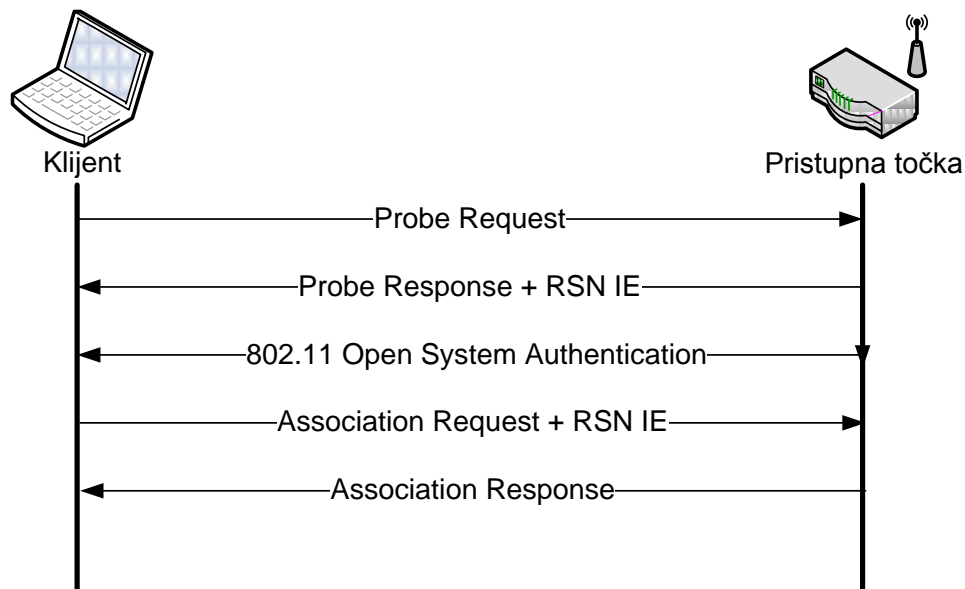 Klijent
Pristupna točka
Probe Request
Probe Response + RSN IE
802.11 Open System Authentication
Association Request + RSN IE
Association Response